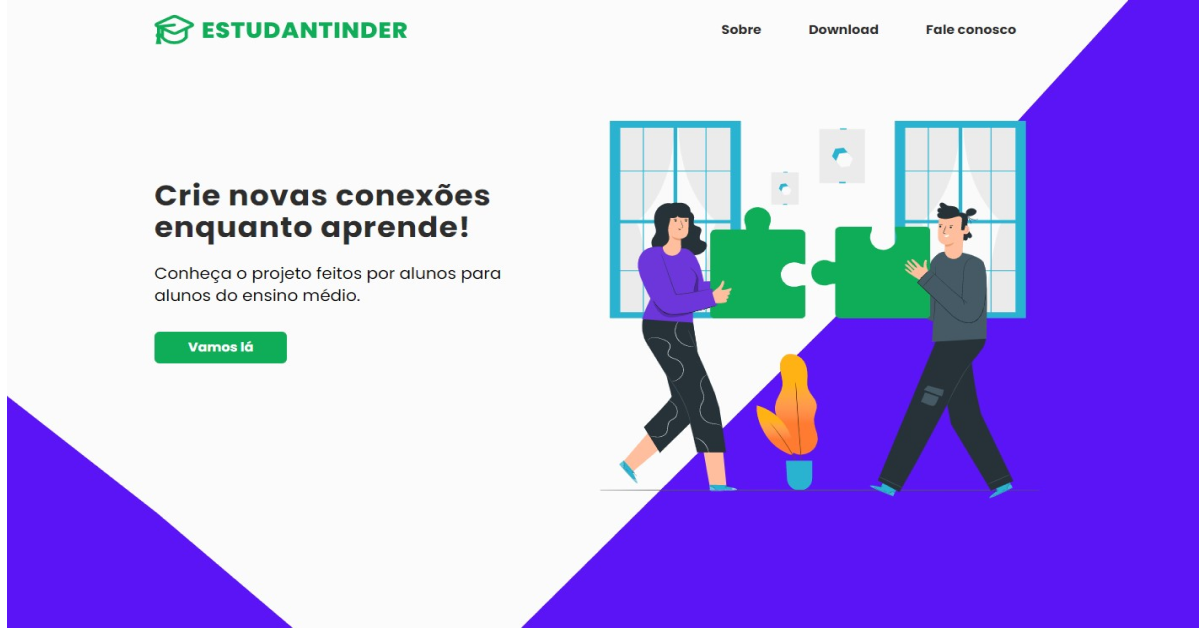 ESTUDANTINDER
Sobre Download Fale conosco
Crie novas conexões
enquanto aprende!
Conheça o projeto feitos por alunos para
alunos do ensino médio.
Vamos lá